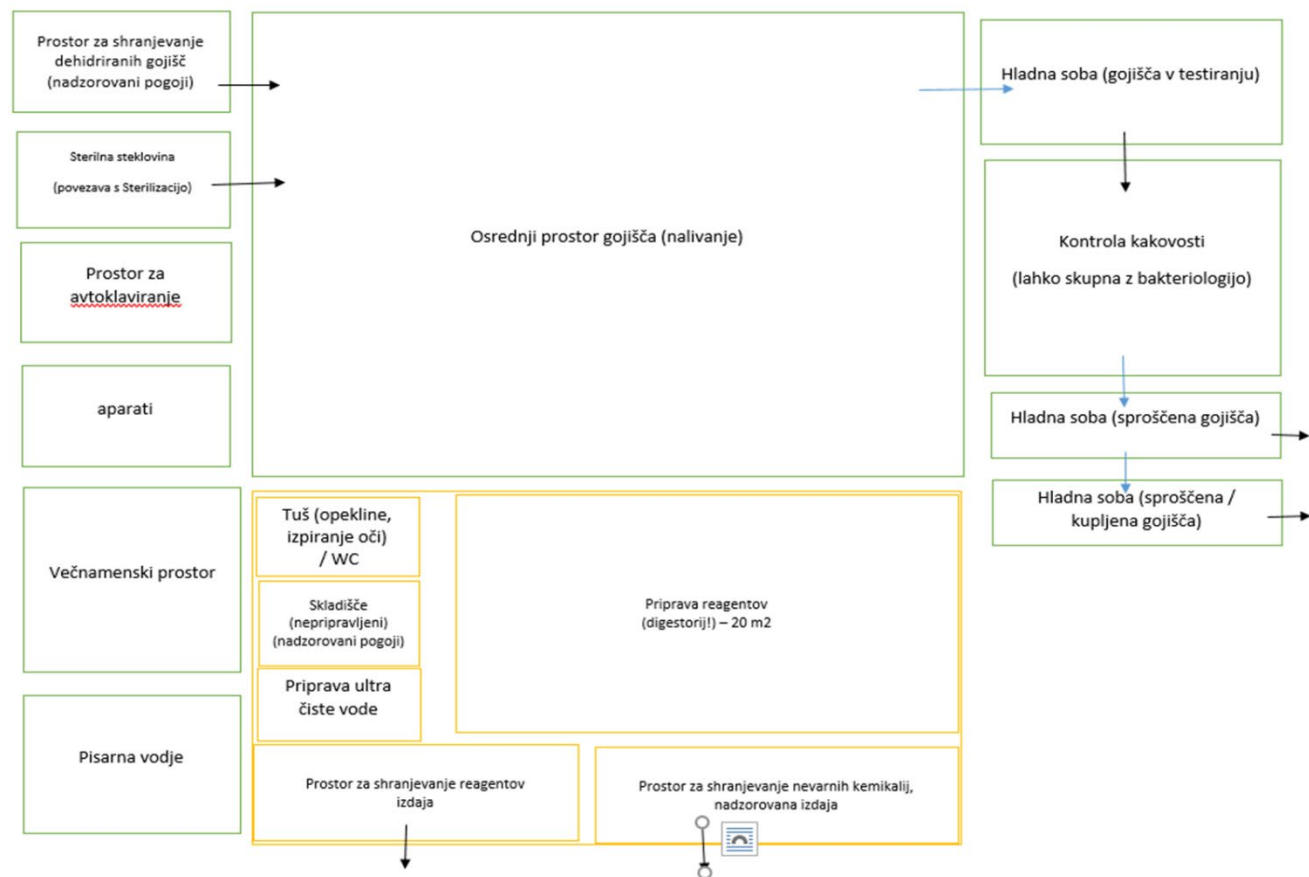 Prostor za shranjevanje
dehidriranih gojišč
(nadzorovani pogoji)
Sterilna steklovina
(povezava s Sterilizacijo)
Prostor za
avtoklaviranje
aparati
Večnamenski prostor
Pisarna vodje
Osrednji prostor gojišča (nalivanje)
Tuš (opekline,
izpiranje oči)
/ WC
Skladišče
(nepripravljeni)
(nadzorovani pogoji)
Priprava ultra
čiste vode
Priprava reagentov
(digestorij!) – 20 m2
Prostor za shranjevanje reagentov
izdaja
Prostor za shranjevanje nevarnih kemikalij,
nadzorovana izdaja
Hladna soba (gojišča v testiranju)
Kontrola kakovosti
(lahko skupna z bakteriologijo)
Hladna soba (sproščena gojišča)
Hladna soba (sproščena /
kupljena gojišča)